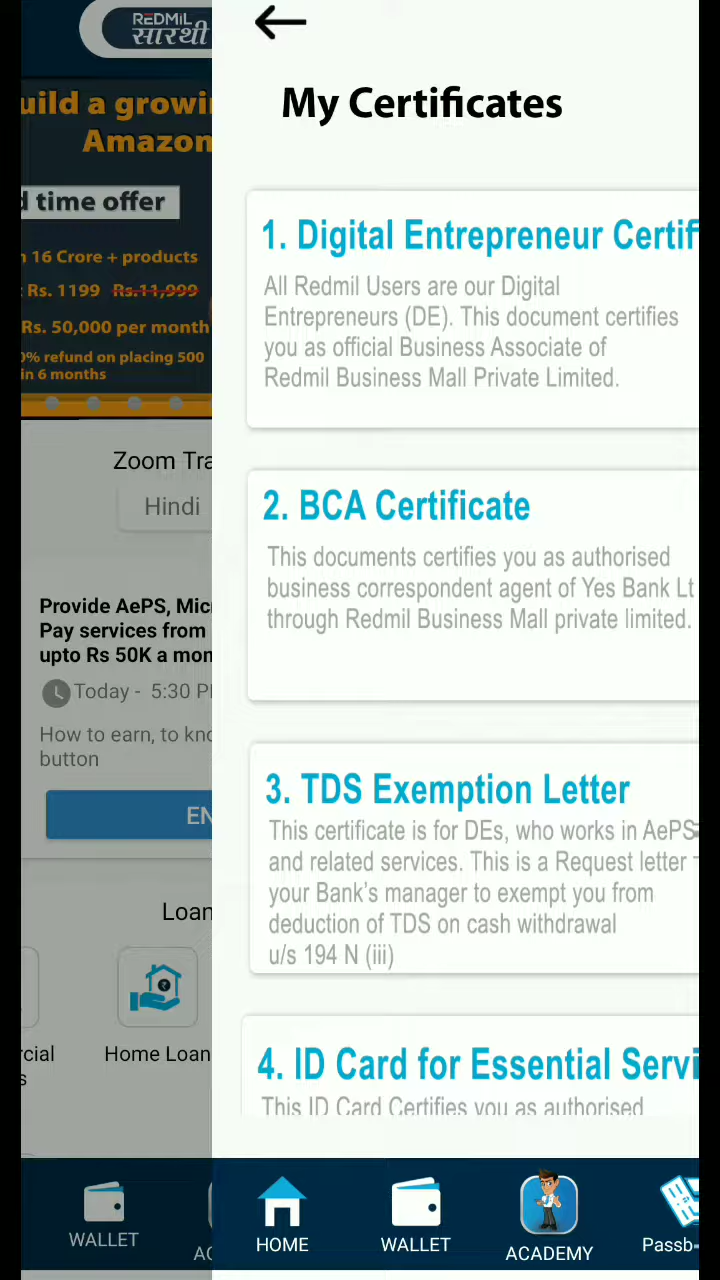 REDMIL
सारथी
uild a growi
Amazon
d time offer
16 Crore + products
Rs. 1199 Rs.11,999
Rs. 50,000 per month
0% refund on placing 500
in 6 months
Zoom Tra
Hindi
Provide AePS, Mic
Pay services from
upto Rs 50K a mon
Today - 5:30 P
How to earn, to kno
button
EN
Loan
rcial
s
Home Loan
WALLET
AC
My Certificates
1. Digital Entrepreneur Certif
All Redmil Users are our Digital
Entrepreneurs (DE). This document certifies
you as official Business Associate of
Redmil Business Mall Private Limited.
2. BCA Certificate
This documents certifies you as authorised
business correspondent agent of Yes Bank Lt
through Redmil Business Mall private limited.
3. TDS Exemption Letter
This certificate is for DEs, who works in AePS
and related services. This is a Request letter
your Bank's manager to exempt you from
deduction of TDS on cash withdrawal
u/s 194 N (iii)
4. ID Card for Essential Servi
This ID Card Certifies you as authorised
HOME
WALLET
ACADEMY
Passb